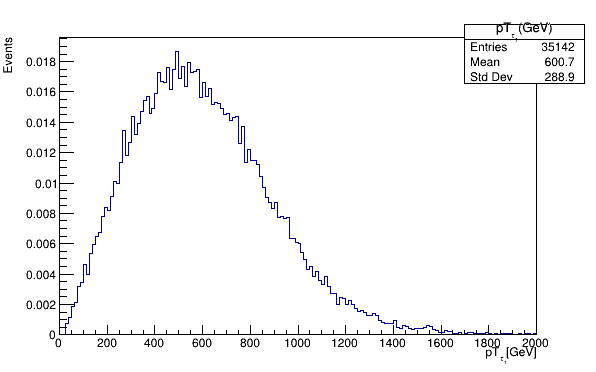 pTτ1(GeV)
Entries 35142
Mean 600.7
Std Dev 288.9
Events
0.018
0.016
0.014
0.012
0.01
0.008
0.006
0.004
0.002
0
0 200 400 600 800 1000 1200 1400 1600 1800 2000
pTτ1[GeV]